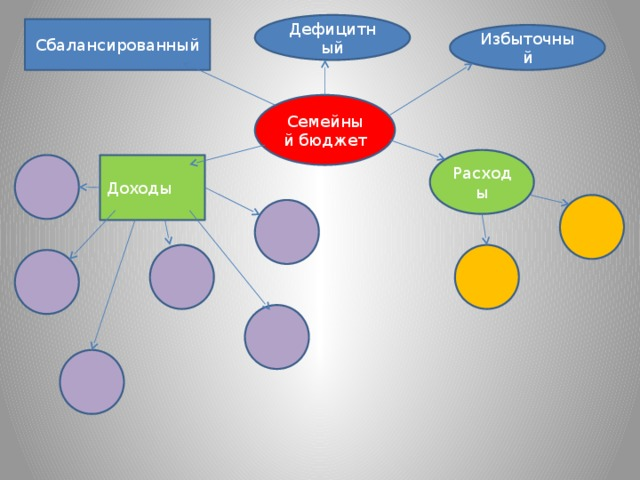 Сбалансированный
Дефицитн
ый
Избыточны
й
Семейны
й бюджет
Доходы
Расход
ы